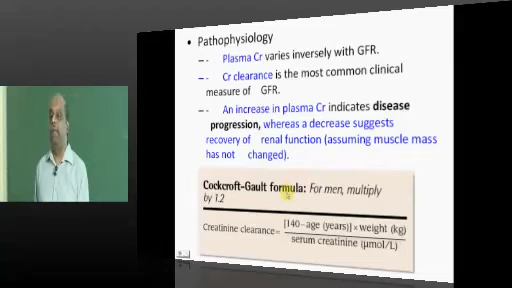 • Pathophysiology
– - Plasma Cr varies inversely with GFR.
– - Cr clearance is the most common clinical
measure of GFR.
– - An increase in plasma Cr indicates disease
progression, whereas a decrease suggests
recovery of renal function (assuming muscle mass
has not changed).
Cockcroft-Gault formula: For men, multiply
by 1.2
Creatinine clearance= [140–age (years)]×weight (kg)
serum creatinine (μmol/L)